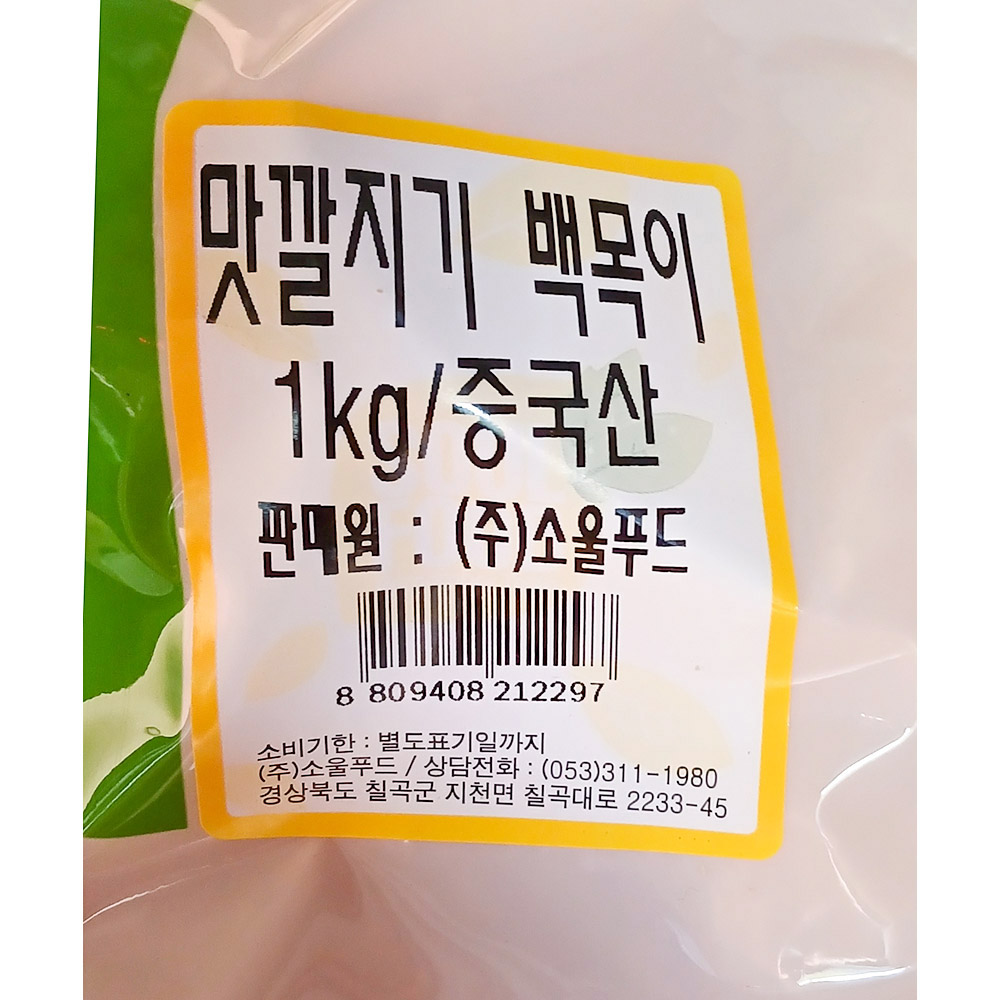 맛깔지기 백목이
1kg/중국산
판매원 : (주)소울푸드
8 809408 212297
소비기한 : 별도표기일까지
(주)소울푸드 / 상담전화 : (053)311-1980
경상북도 칠곡군 지천면 칠곡대로 2233-45